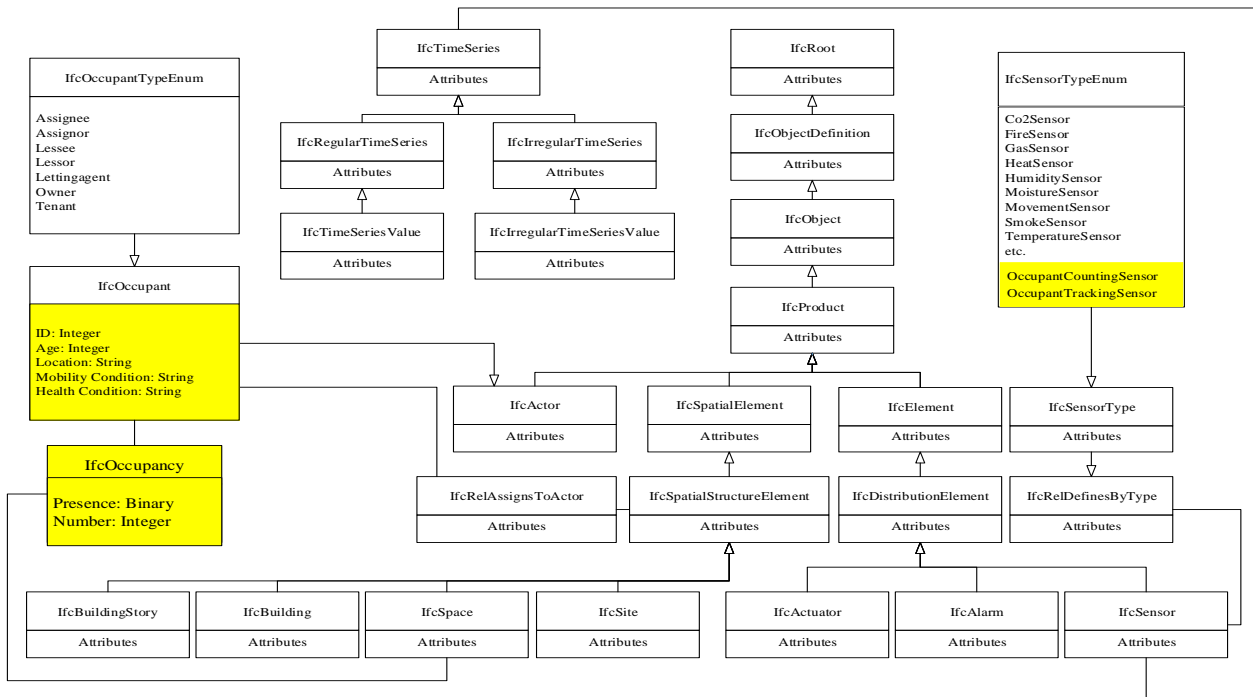 IfcOccupantTypeEnum
Assignee
Assignor
Lessee
Lessor
Lettingagent
Owner
Tenant
IfcOccupant
ID: Integer
Age: Integer
Location: String
Mobility Condition: String
Health Condition: String
IfcOccupancy
Presence: Binary
Number: Integer
IfcTimeSeries
Attributes
IfcRegularTimeSeries
Attributes
IfcIrregularTimeSeries
Attributes
IfcTimeSeriesValue
Attributes
IfcIrregularTimeSeriesValue
Attributes
IfcRoot
Attributes
IfcObjectDefinition
Attributes
IfcObject
Attributes
IfcProduct
Attributes
IfcSensorTypeEnum
Co2Sensor
FireSensor
GasSensor
HeatSensor
HumiditySensor
MoistureSensor
MovementSensor
SmokeSensor
TemperatureSensor
etc.
OccupantCountingSensor
OccupantTrackingSensor
IfcActor
Attributes
IfcSpatialElement
Attributes
IfcElement
Attributes
IfcSensorType
Attributes
IfcRelAssignsToActor
Attributes
IfcSpatialStructureElement
Attributes
IfcDistributionElement
Attributes
IfcRelDefinesByType
Attributes
IfcBuildingStory
Attributes
IfcBuilding
Attributes
IfcSpace
Attributes
IfcSite
Attributes
IfcActuator
Attributes
IfcAlarm
Attributes
IfcSensor
Attributes